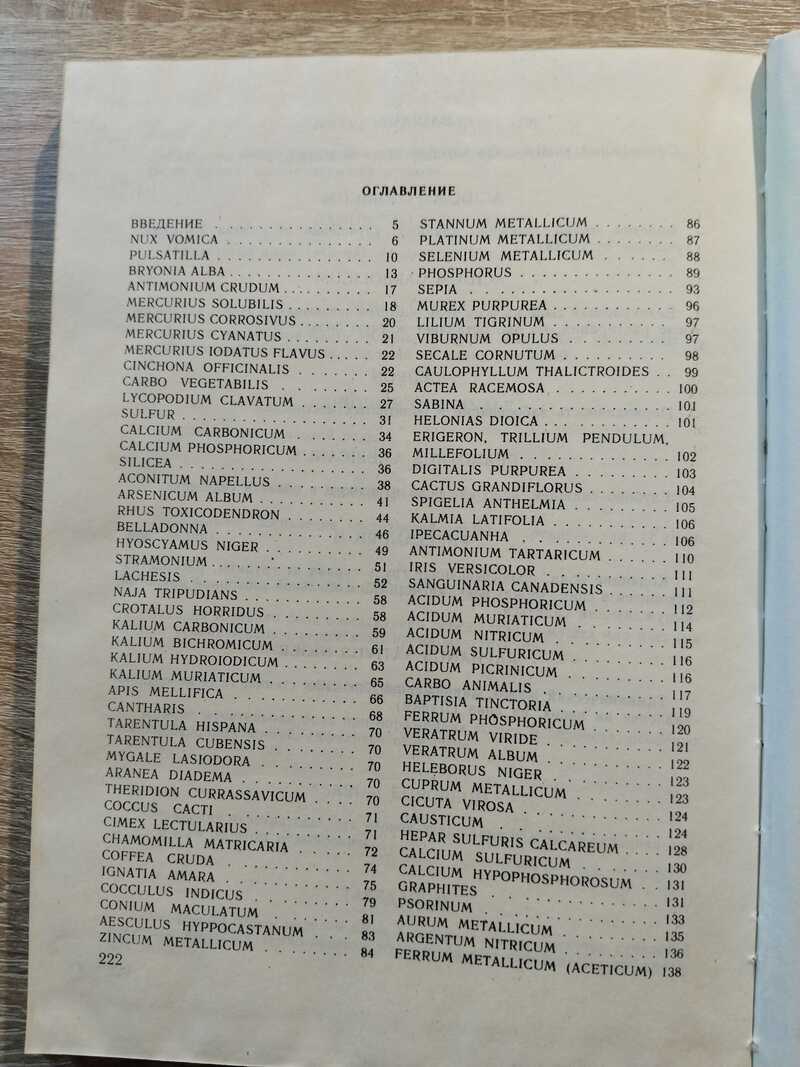 ОГЛАВЛЕНИЕ
ВВЕДЕНИЕ . . . . . . . . . . . . . . 5
NUX VOMICA . . . . . . . . . . . . . 6
PULSATILLA . . . . . . . . . . . . . 10
BRYONIA ALBA . . . . . . . . . . . . 13
ANTIMONIUM CRUDUM . . . . . . . . . 17
MERCURIUS SOLUBILIS . . . . . . . . 18
MERCURIUS CORROSIVUS . . . . . . . . 20
MERCURIUS CYANATUS . . . . . . . . . 21
MERCURIUS IODATUS FLAVUS . . . . . 22
CINCHONA OFFICINALIS . . . . . . . 22
CARBO VEGETABILIS . . . . . . . . 25
LYCOPODIUM CLAVATUM . . . . . . . 27
SULFUR . . . . . . . . . . . . . . . 31
CALCIUM CARBONICUM . . . . . . . . 34
CALCIUM PHOSPHORICUM . . . . . . . 36
SILICEA . . . . . . . . . . . . . . 36
ACONITUM NAPELLUS . . . . . . . . . 38
ARSENICUM ALBUM . . . . . . . . . . 41
RHUS TOXICODENDRON . . . . . . . . 44
BELLADONNA . . . . . . . . . . . . 46
HYOSCYAMUS NIGER . . . . . . . . . 49
STRAMONIUM . . . . . . . . . . . . 51
LACHESIS . . . . . . . . . . . . . 52
NAJA TRIPUDIANS . . . . . . . . . . 58
CROTALUS HORRIDUS . . . . . . . . . 58
KALIUM CARBONICUM . . . . . . . . . 59
KALIUM BICHROMICUM . . . . . . . . 61
KALIUM HYDROIODICUM . . . . . . . . 63
KALIUM MURIATICUM . . . . . . . . . 65
APIS MELLIFICA . . . . . . . . . . 66
CANTHARIS . . . . . . . . . . . . . 68
TARENTULA HISPANA . . . . . . . . . 70
TARENTULA CUBENSIS . . . . . . . . 70
MYGALE LASIODORA . . . . . . . . . 70
ARANEA DIADEMA . . . . . . . . . . 70
THERIDION CURRASSAVICUM . . . . . 70
COCCUS CACTI . . . . . . . . . . . 71
CIMEX LECTULARIUS . . . . . . . . . 71
CHAMOMILLA MATRICARIA . . . . . . 72
COFFEA CRUDA . . . . . . . . . . . 74
IGNATIA AMARA . . . . . . . . . . . 75
COCCULUS INDICUS . . . . . . . . . 79
CONIUM MACULATUM . . . . . . . . . 81
AESCULUS HYPPOCASTANUM . . . . . . 83
ZINCUM METALLICUM . . . . . . . . . 84
222
STANNUM METALLICUM . . . . . . . . 86
PLATINUM METALLICUM . . . . . . . . 87
SELENIUM METALLICUM . . . . . . . 88
PHOSPHORUS . . . . . . . . . . . . 89
SEPIA . . . . . . . . . . . . . . . 93
MUREX PURPUREA . . . . . . . . . . 96
LILIUM TIGRINUM . . . . . . . . . . 97
VIBURNUM OPULUS . . . . . . . . . 97
SECALE CORNUTUM . . . . . . . . . . 98
CAULOPHYLLUM THALICTROIDES . . 99
ACTEA RACEMOSA . . . . . . . . . . 100
SABINA . . . . . . . . . . . . . . 101
HELONIAS DIOICA . . . . . . . . . . 101
ERIGERON, TRILLIUM PENDULUM,
MILLEFOLIUM . . . . . . . . . . . . 102
DIGITALIS PURPUREA . . . . . . . . 103
CACTUS GRANDIFLORUS . . . . . . . 104
SPIGELIA ANTHELMIA . . . . . . . . 105
KALMIA LATIFOLIA . . . . . . . . . 106
IPECACUANHA . . . . . . . . . . . . 106
ANTIMONIUM TARTARICUM . . . . . . 110
IRIS VERSICOLOR . . . . . . . . . . 111
SANGUINARIA CANADENSIS . . . . . . 111
ACIDUM PHOSPHORICUM . . . . . . . 112
ACIDUM MURIATICUM . . . . . . . . . 114
ACIDUM NITRICUM . . . . . . . . . . 115
ACIDUM SULFURICUM . . . . . . . . . 116
ACIDUM PICRINICUM . . . . . . . . . 116
CARBO ANIMALIS . . . . . . . . . . 117
BAPTISIA TINCTORIA . . . . . . . . 119
FERRUM PHOSPHORICUM . . . . . . . 120
VERATRUM VIRIDE . . . . . . . . . . 121
VERATRUM ALBUM . . . . . . . . . . 122
HELEBORUS NIGER . . . . . . . . . . 123
CUPRUM METALLICUM . . . . . . . . . 123
CICUTA VIROSA . . . . . . . . . . . 124
CAUSTICUM . . . . . . . . . . . . . 124
HEPAR SULFURIS CALCAREUM . . . . 128
CALCIUM SULFURICUM . . . . . . . . 130
CALCIUM HYPOPHOSPHOROSUM . . 131
GRAPHITES . . . . . . . . . . . . . 131
PSORINUM . . . . . . . . . . . . . 133
AURUM METALLICUM . . . . . . . . . 135
ARGENTUM NITRICUM . . . . . . . . . 136
FERRUM METALLICUM (ACETICUM) 138